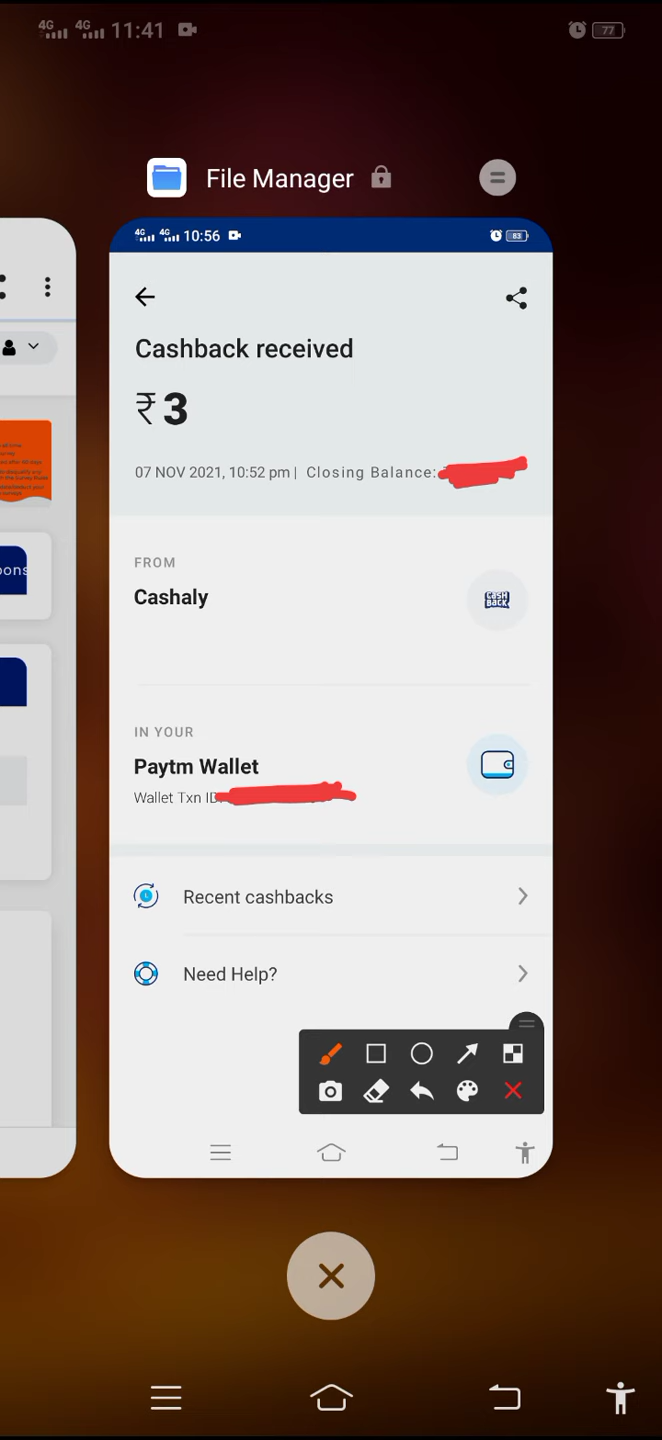 4G 4G 11:41 77
File Manager
4G 4G 10:56 83
Cashback received
₹3
07 NOV 2021, 10:52 pm | Closing Balance:
FROM
Cashaly
CASH
BACK
IN YOUR
Paytm Wallet
Wallet Txn ID
Recent cashbacks
Need Help?